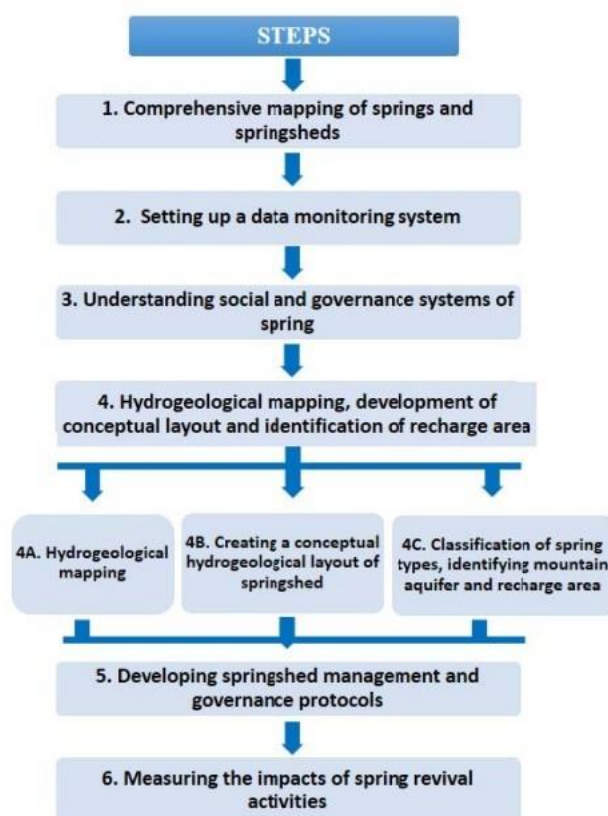 STEPS
1. Comprehensive mapping of springs and
springsheds
2. Setting up a data monitoring system
3. Understanding social and governance systems of
spring
4. Hydrogeological mapping, development of
conceptual layout and identification of recharge area
4A. Hydrogeological
mapping
4B. Creating a conceptual
hydrogeological layout of
springshed
4C. Classification of spring
types, identifying mountain
aquifer and recharge area
5. Developing springshed management and
governance protocols
6. Measuring the impacts of spring revival
activities